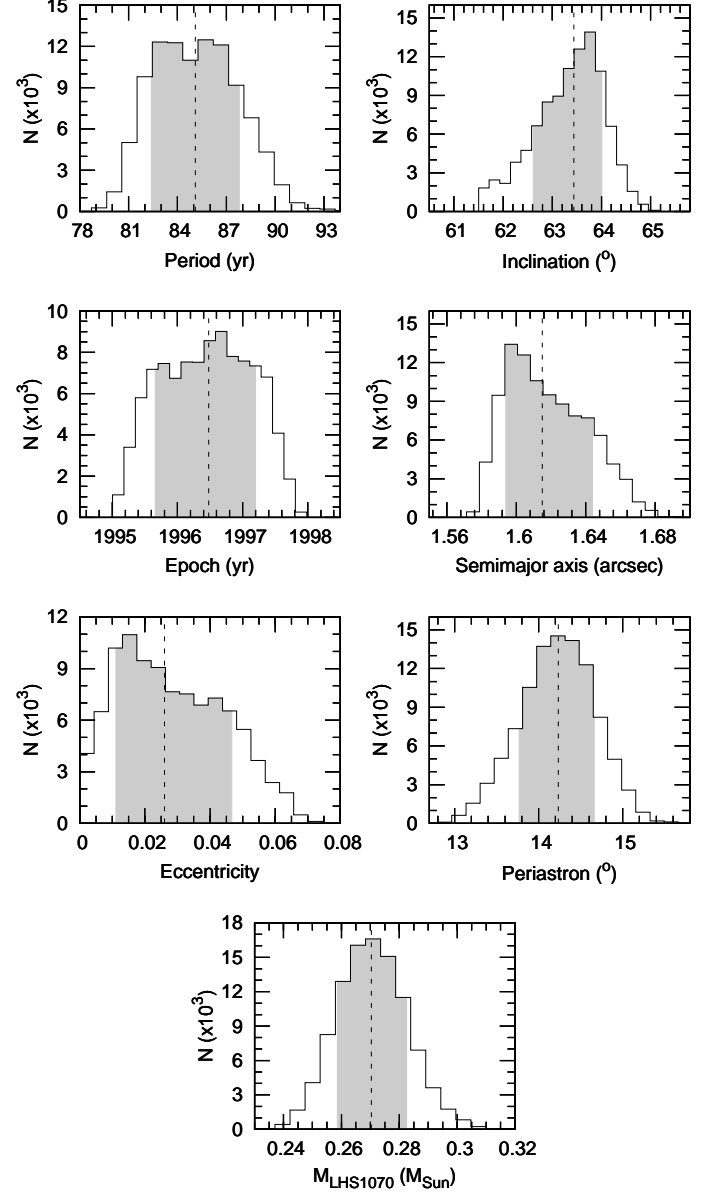 15
12
9
6
3
0
N (x10³)
78 81 84 87 90 93
Period (yr)
15
12
9
6
3
0
N (x10³)
61 62 63 64 65
Inclination (º)
10
8
6
4
2
0
N (x10³)
1995 1996 1997 1998
Epoch (yr)
15
12
9
6
3
0
N (x10³)
1.56 1.6 1.64 1.68
Semimajor axis (arcsec)
12
9
6
3
0
N (x10³)
0 0.02 0.04 0.06 0.08
Eccentricity
15
12
9
6
3
0
N (x10³)
13 14 15
Periastron (º)
18
15
12
9
6
3
0
N (x10³)
0.24 0.26 0.28 0.3 0.32
M_LHS1070 (M_Sun)